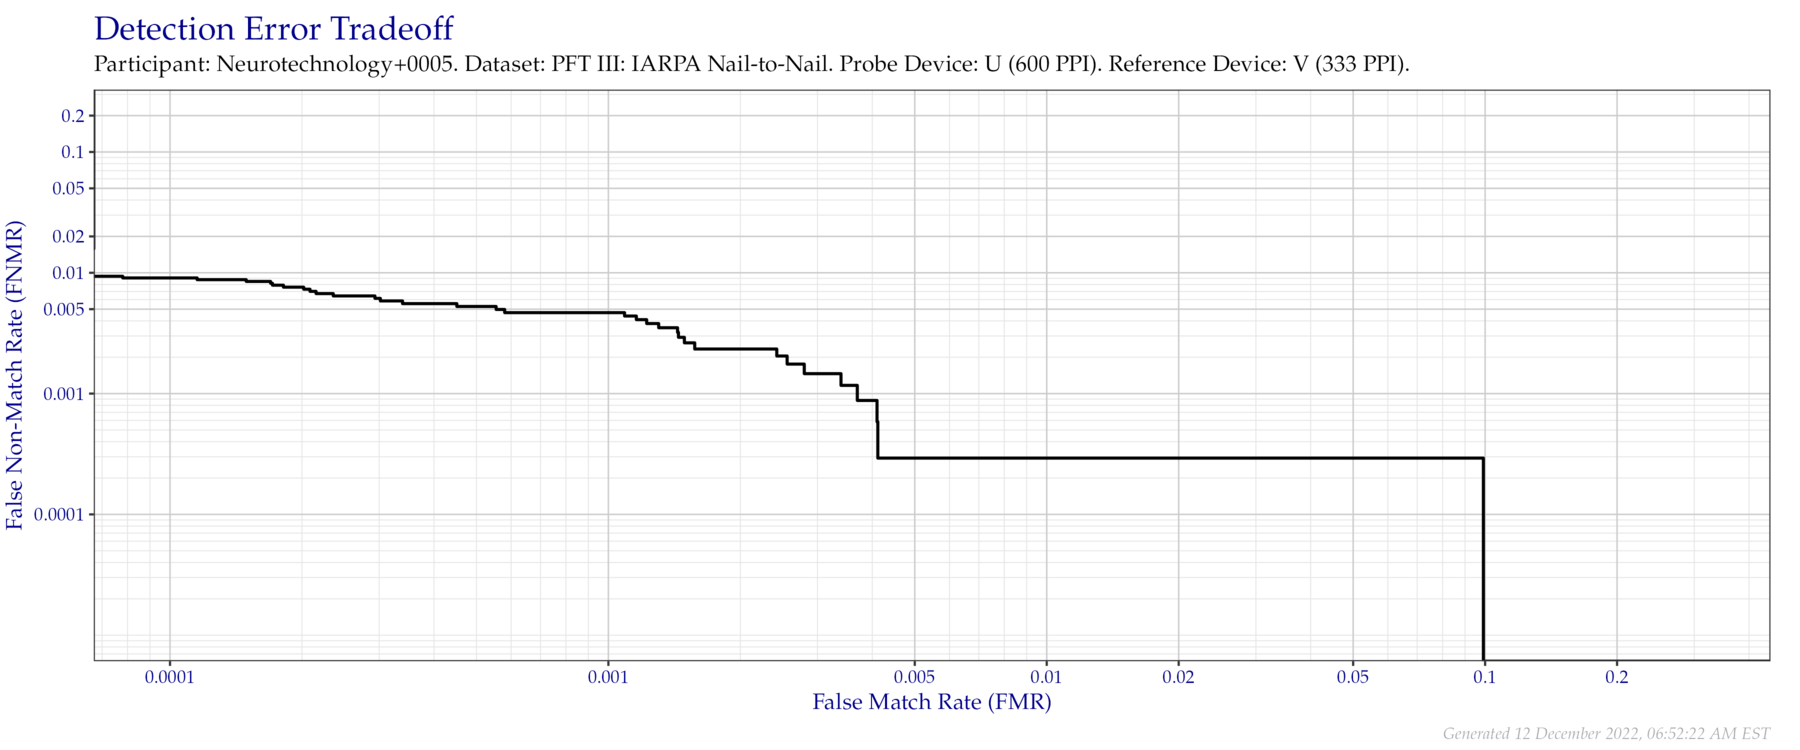 Detection Error Tradeoff
Participant: Neurotechnology+0005. Dataset: PFT III: IARPA Nail-to-Nail. Probe Device: U (600 PPI). Reference Device: V (333 PPI).
False Non-Match Rate (FNMR)
0.2
0.1
0.05
0.02
0.01
0.005
0.001
0.0001
0.0001 0.001 0.005 0.01 0.02 0.05 0.1 0.2
False Match Rate (FMR)
Generated 12 December 2022, 06:52:22 AM EST